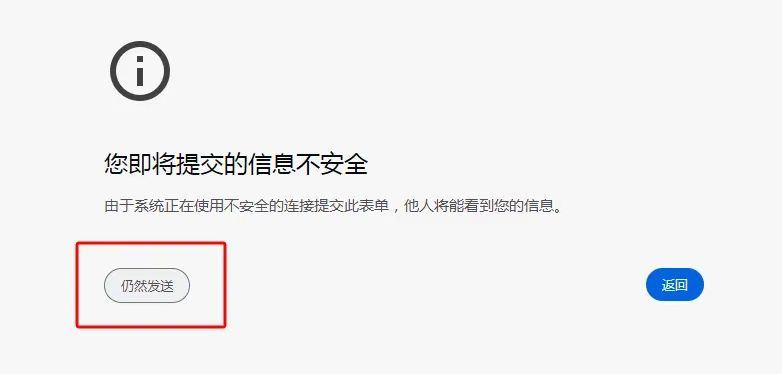 您即将提交的信息不安全
由于系统正在使用不安全的连接提交此表单，他人将能看到您的信息。
仍然发送
返回